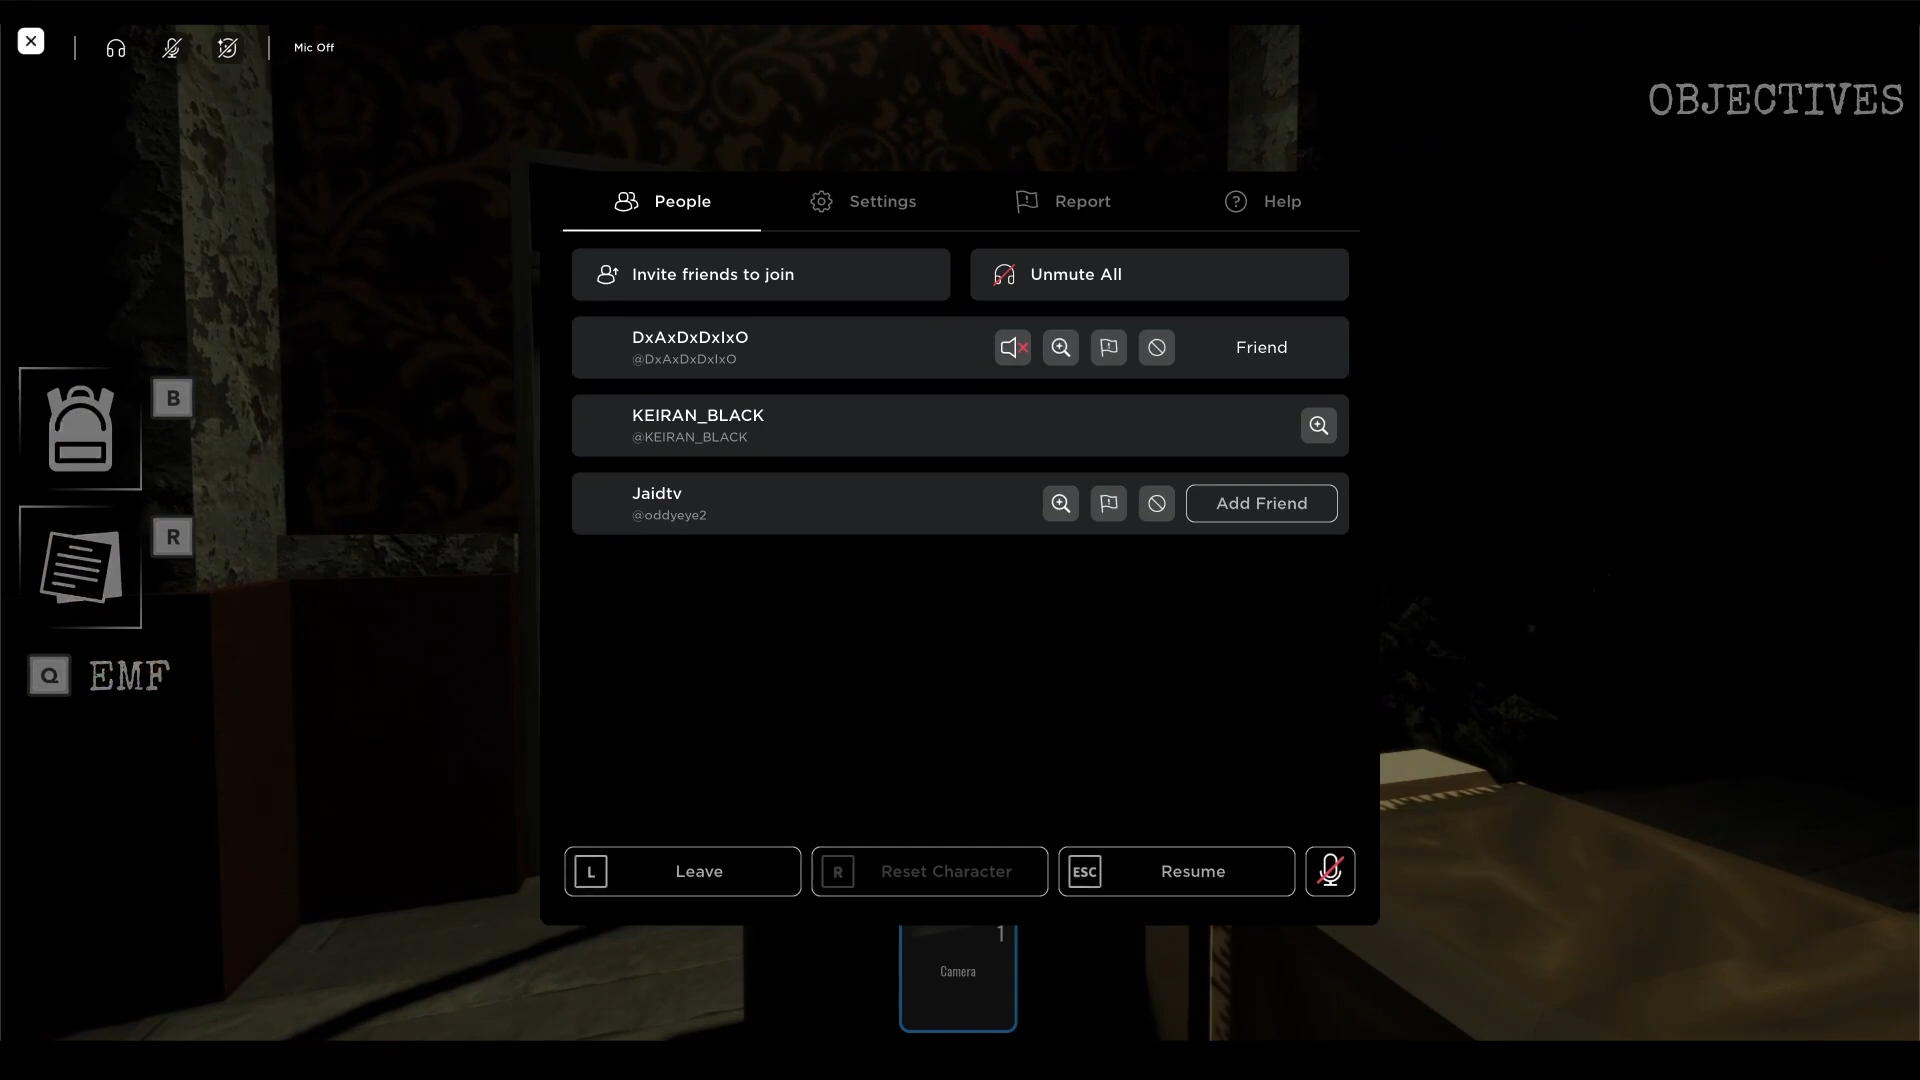 Mic Off
OBJECTIVES
People
Settings
Report
Help
Invite friends to join
Unmute All
DxAxDxDxIxO
@DxAxDxDxIxO
Friend
KEIRAN_BLACK
@KEIRAN_BLACK
Jaidtv
@oddyeye2
Add Friend
B
R
Q
EMF
L
Leave
R
Reset Character
ESC
Resume
1
Camera